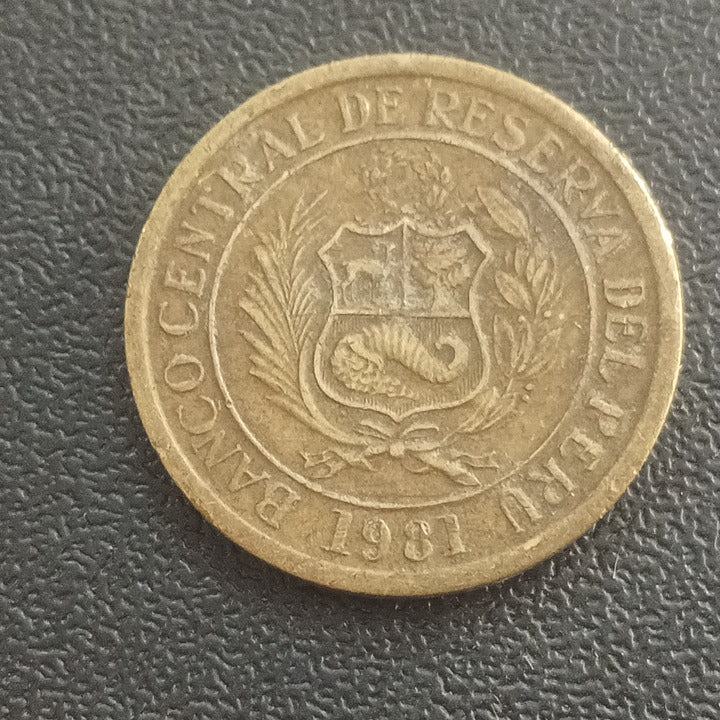 BANCO CENTRAL DE RESERVA DEL PERU
1981